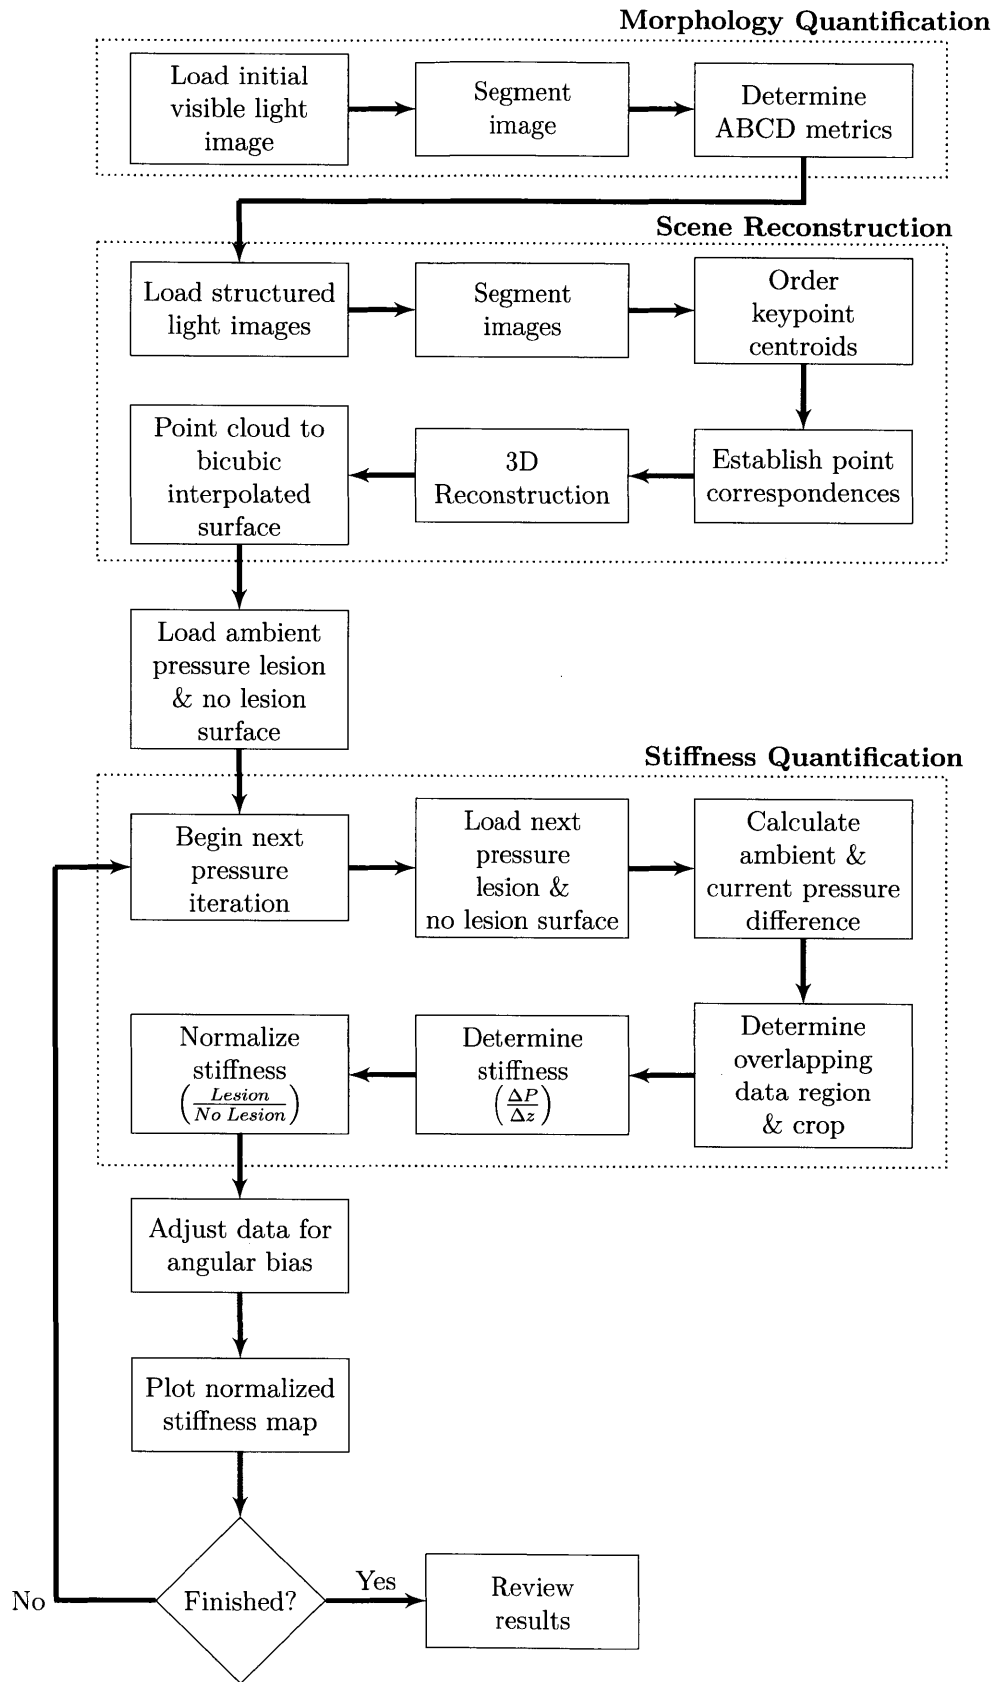 Morphology Quantification
Load initial
visible light
image
Segment
image
Determine
ABCD metrics
Scene Reconstruction
Load structured
light images
Segment
images
Order
keypoint
centroids
Point cloud to
bicubic
interpolated
surface
3D
Reconstruction
Establish point
correspondences
Load ambient
pressure lesion
& no lesion
surface
Stiffness Quantification
Begin next
pressure
iteration
Load next
pressure
lesion &
no lesion surface
Calculate
ambient &
current pressure
difference
Normalize
stiffness
(Lesion / No Lesion)
Determine
stiffness
(ΔP / Δz)
Determine
overlapping
data region
& crop
Adjust data for
angular bias
Plot normalized
stiffness map
No
Finished?
Yes
Review
results